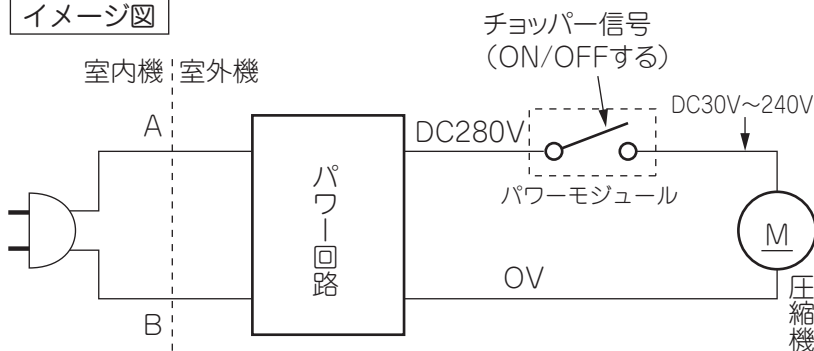 イメージ図
チョッパー信号
(ON/OFFする)
室内機
室外機
A
DC280V
DC30V〜240V
パワー回路
パワーモジュール
M
0V
B
圧縮機